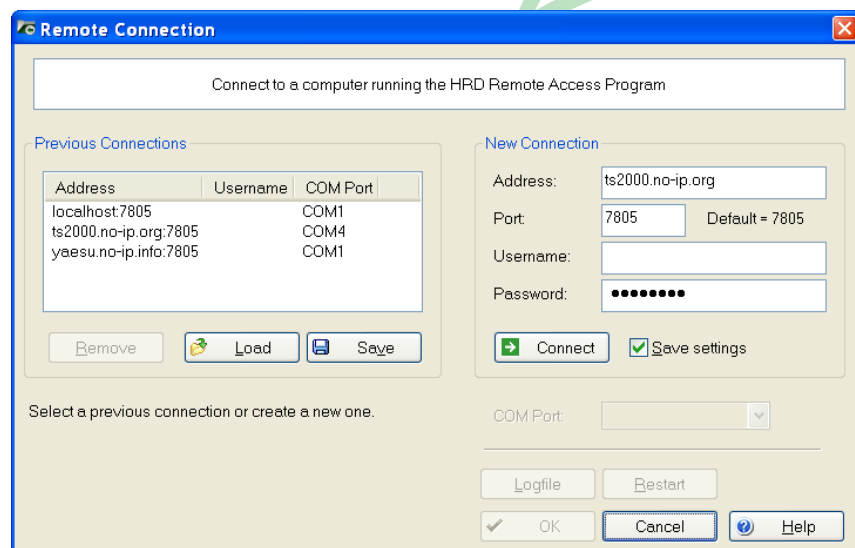 Remote Connection
Connect to a computer running the HRD Remote Access Program
Previous Connections
Address Username COM Port
localhost:7805 COM1
ts2000.no-ip.org:7805 COM4
yaesu.no-ip.info:7805 COM1
Remove Load Save
Select a previous connection or create a new one.
New Connection
Address: ts2000.no-ip.org
Port: 7805 Default = 7805
Username:
Password: ●●●●●●●●
Connect Save settings
COM Port:
Logfile Restart
OK Cancel Help